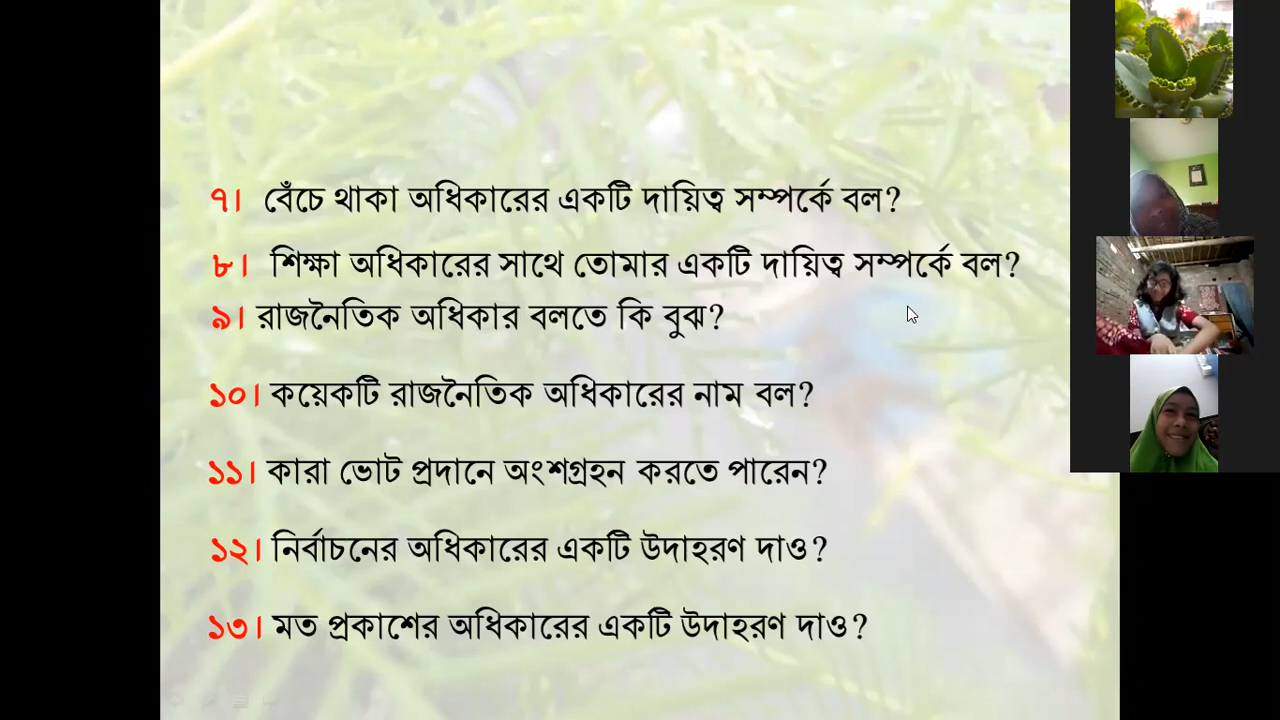 ৭। বেঁচে থাকা অধিকারের একটি দায়িত্ব সম্পর্কে বল?
৮। শিক্ষা অধিকারের সাথে তোমার একটি দায়িত্ব সম্পর্কে বল?
৯। রাজনৈতিক অধিকার বলতে কি বুঝ?
১০। কয়েকটি রাজনৈতিক অধিকারের নাম বল?
১১। কারা ভোট প্রদানে অংশগ্রহন করতে পারেন?
১২। নির্বাচনের অধিকারের একটি উদাহরণ দাও?
১৩। মত প্রকাশের অধিকারের একটি উদাহরণ দাও?